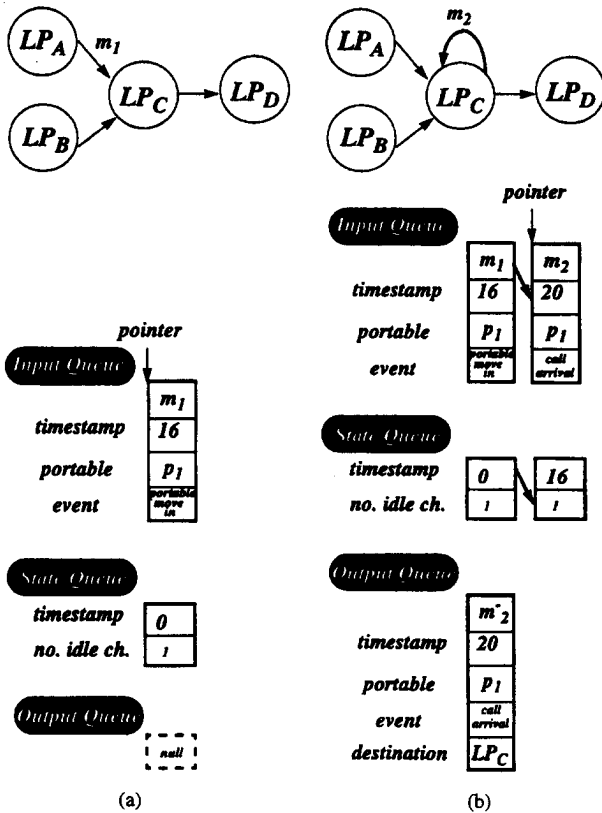 LP_A
m_1
LP_C
LP_D
LP_B
pointer
Input Queue
m_1
timestamp
16
portable
p_1
event
portable move in
State Queue
timestamp
0
no. idle ch.
1
Output Queue
null
(a)
m_2
LP_A
LP_C
LP_D
LP_B
pointer
Input Queue
m_1
m_2
timestamp
16
20
portable
p_1
p_1
event
portable move in
call arrival
State Queue
timestamp
0
16
no. idle ch.
1
1
Output Queue
m^-_2
timestamp
20
portable
p_1
event
call arrival
destination
LP_C
(b)